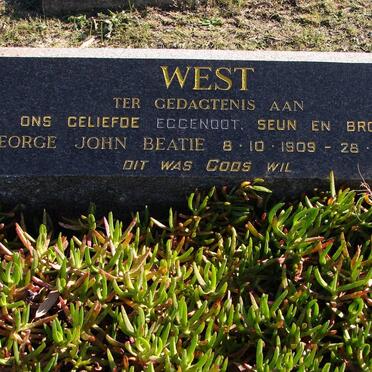 WEST
TER GEDAGTENIS AAN
ONS GELIEFDE EGGENOOT, SEUN EN BRO
EORGE JOHN BEATIE 8·10·1909 - 28·
DIT WAS GODS WIL